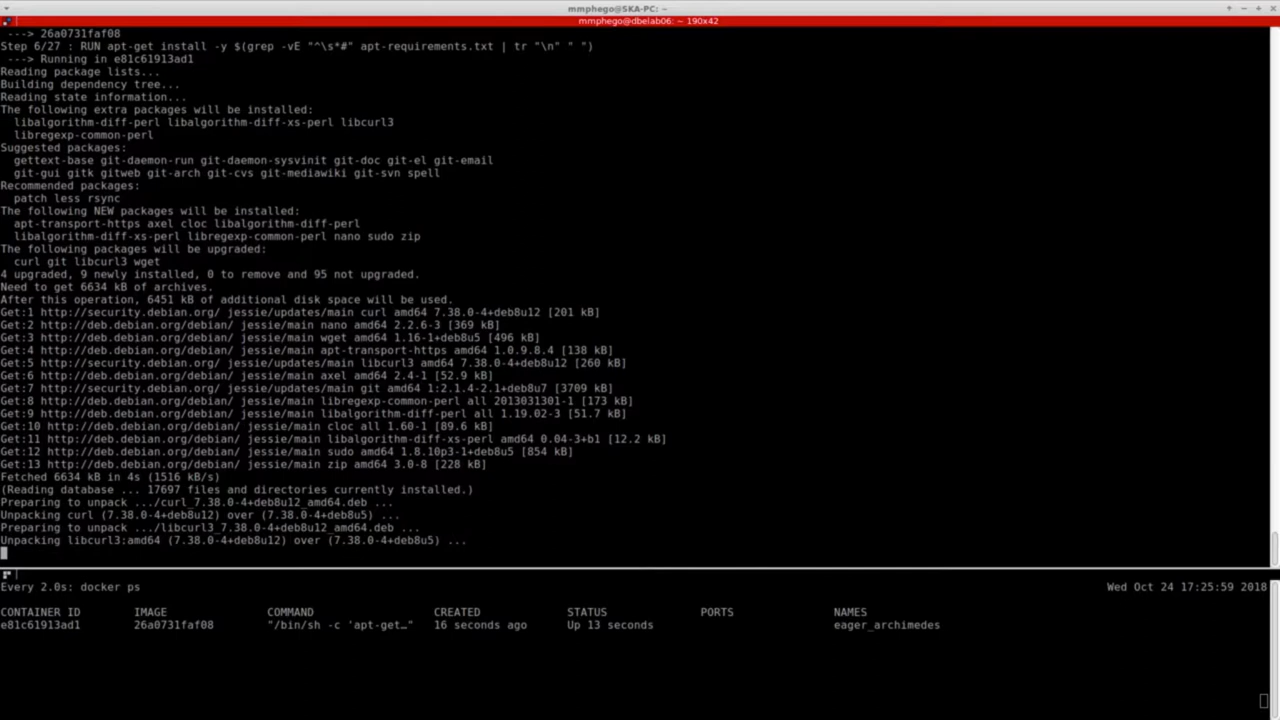 mmphego@SKA-PC: ~
mmphego@dbelab06: ~ 190x42
---> 26a0731faf08
Step 6/27 : RUN apt-get install -y $(grep -vE "^\s*#" apt-requirements.txt | tr "\n" " ")
---> Running in e81c61913ad1
Reading package lists...
Building dependency tree...
Reading state information...
The following extra packages will be installed:
libalgorithm-diff-perl libalgorithm-diff-xs-perl libcurl3
libregexp-common-perl
Suggested packages:
gettext-base git-daemon-run git-daemon-sysvinit git-doc git-el git-email
git-gui gitk gitweb git-arch git-cvs git-mediawiki git-svn spell
Recommended packages:
patch less rsync
The following NEW packages will be installed:
apt-transport-https axel cloc libalgorithm-diff-perl
libalgorithm-diff-xs-perl libregexp-common-perl nano sudo zip
The following packages will be upgraded:
curl git libcurl3 wget
4 upgraded, 9 newly installed, 0 to remove and 95 not upgraded.
Need to get 6634 kB of archives.
After this operation, 6451 kB of additional disk space will be used.
Get:1 http://security.debian.org/ jessie/updates/main curl amd64 7.38.0-4+deb8u12 [201 kB]
Get:2 http://deb.debian.org/debian/ jessie/main nano amd64 2.2.6-3 [369 kB]
Get:3 http://deb.debian.org/debian/ jessie/main wget amd64 1.16-1+deb8u5 [496 kB]
Get:4 http://deb.debian.org/debian/ jessie/main apt-transport-https amd64 1.0.9.8.4 [138 kB]
Get:5 http://security.debian.org/ jessie/updates/main libcurl3 amd64 7.38.0-4+deb8u12 [260 kB]
Get:6 http://deb.debian.org/debian/ jessie/main axel amd64 2.4-1 [52.9 kB]
Get:7 http://security.debian.org/ jessie/updates/main git amd64 1:2.1.4-2.1+deb8u7 [3709 kB]
Get:8 http://deb.debian.org/debian/ jessie/main libregexp-common-perl all 2013031301-1 [173 kB]
Get:9 http://deb.debian.org/debian/ jessie/main libalgorithm-diff-perl all 1.19.02-3 [51.7 kB]
Get:10 http://deb.debian.org/debian/ jessie/main cloc all 1.60-1 [89.6 kB]
Get:11 http://deb.debian.org/debian/ jessie/main libalgorithm-diff-xs-perl amd64 0.04-3+b1 [12.2 kB]
Get:12 http://deb.debian.org/debian/ jessie/main sudo amd64 1.8.10p3-1+deb8u5 [854 kB]
Get:13 http://deb.debian.org/debian/ jessie/main zip amd64 3.0-8 [228 kB]
Fetched 6634 kB in 4s (1516 kB/s)
(Reading database ... 17697 files and directories currently installed.)
Preparing to unpack .../curl_7.38.0-4+deb8u12_amd64.deb ...
Unpacking curl (7.38.0-4+deb8u12) over (7.38.0-4+deb8u5) ...
Preparing to unpack .../libcurl3_7.38.0-4+deb8u12_amd64.deb ...
Unpacking libcurl3:amd64 (7.38.0-4+deb8u12) over (7.38.0-4+deb8u5) ...
Every 2.0s: docker ps Wed Oct 24 17:25:59 2018
CONTAINER ID IMAGE COMMAND CREATED STATUS PORTS NAMES
e81c61913ad1 26a0731faf08 "/bin/sh -c 'apt-get…" 16 seconds ago Up 13 seconds eager_archimedes